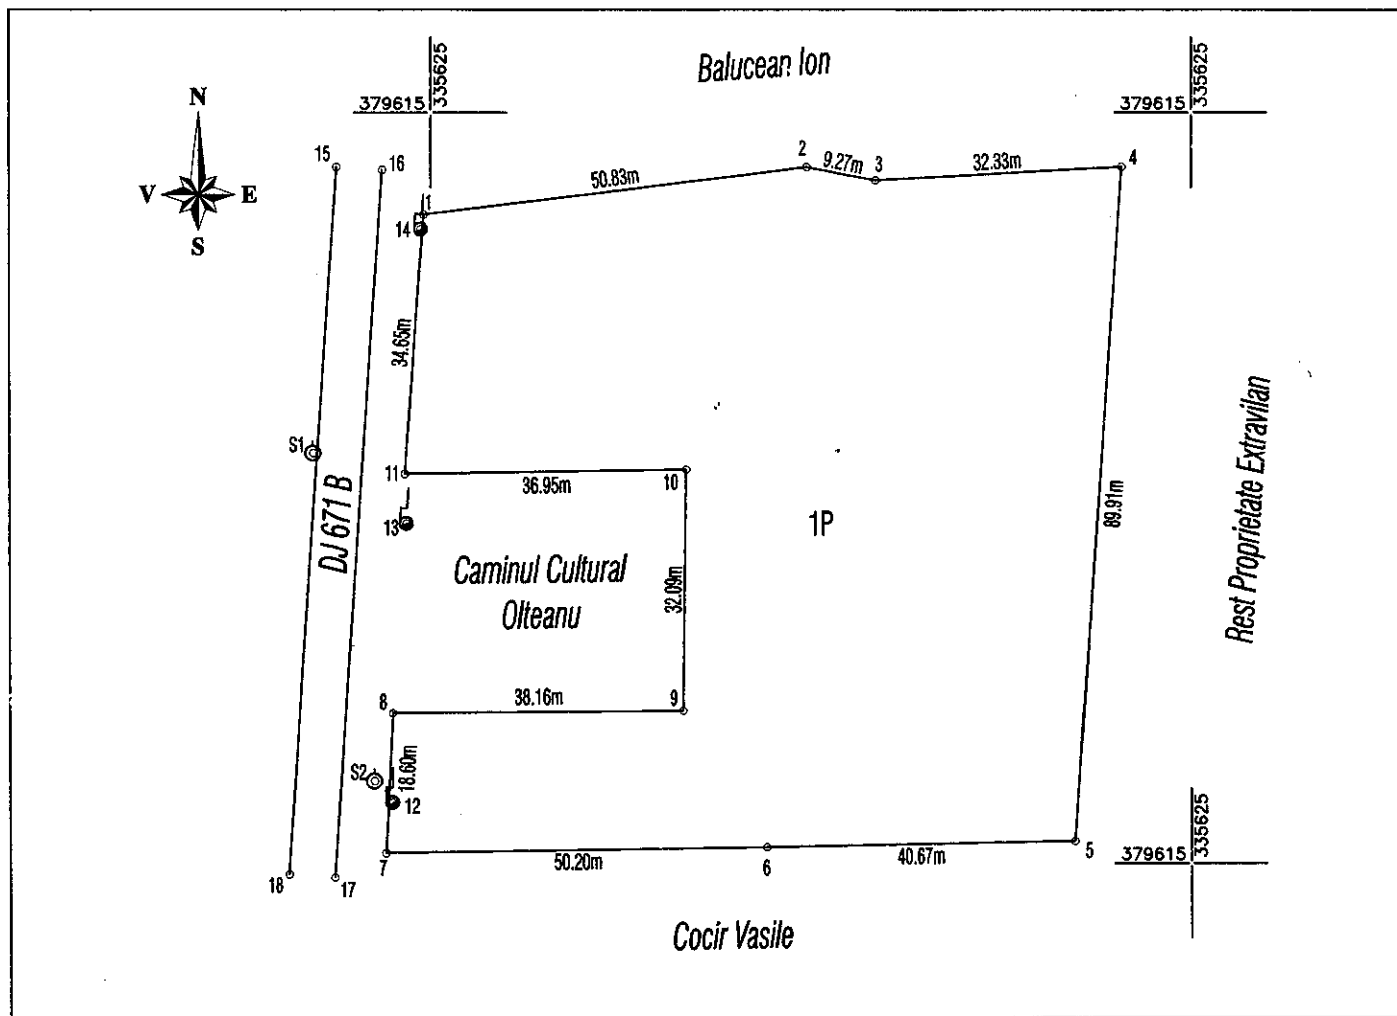 Balucean Ion
335625
379615
335625
379615
N
V
E
S
15
16
1
14
50.83m
2
9.27m
3
32.33m
4
34.65m
S1
DJ 671 B
11
36.95m
10
13
Caminul Cultural
Olteanu
32.09m
1P
89.91m
Rest Proprietate Extravilan
8
38.16m
9
S2
18.60m
12
7
50.20m
6
40.67m
5
335625
379615
18
17
Cocir Vasile